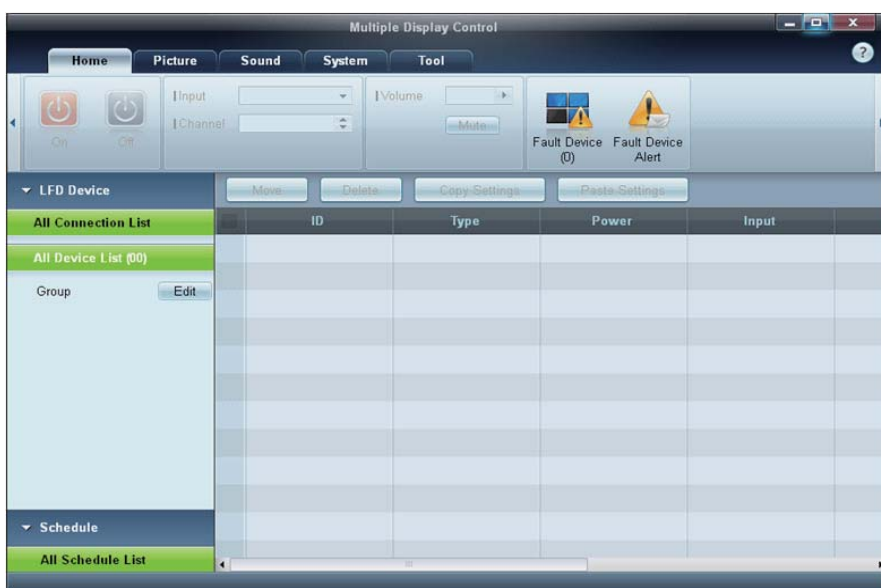 Multiple Display Control
Home Picture Sound System Tool
?
Input
Volume
Channel
Mute
On Off
Fault Device (0)
Fault Device Alert
LFD Device
Move Delete Copy Settings Paste Settings
All Connection List
ID Type Power Input
All Device List (00)
Group Edit
Schedule
All Schedule List